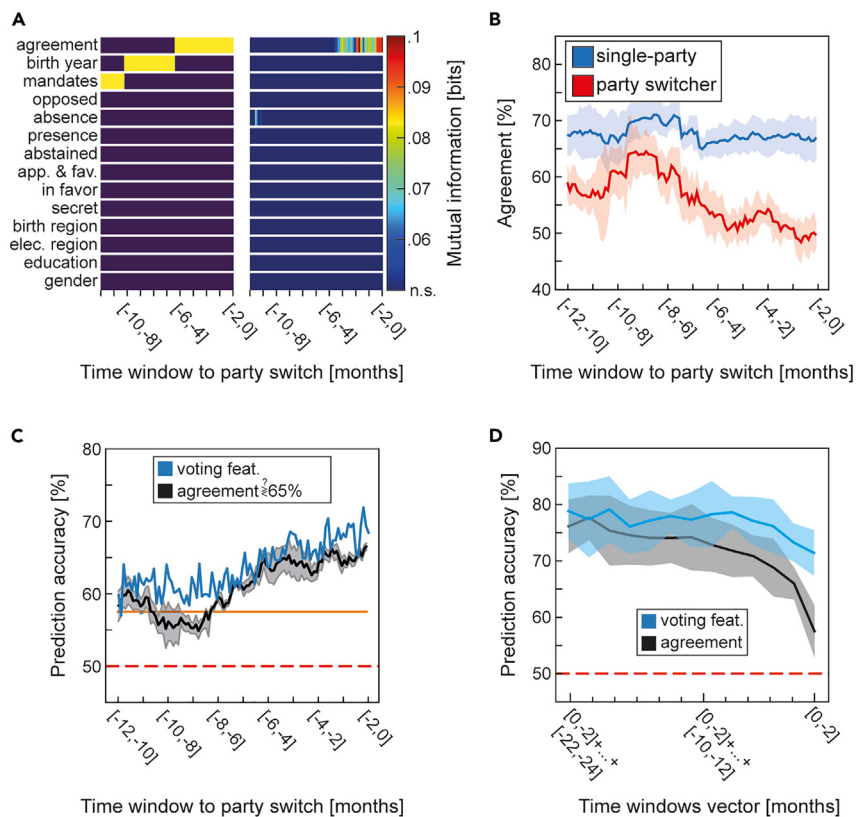 A
agreement
birth year
mandates
opposed
absence
presence
abstained
app. & fav.
in favor
secret
birth region
elec. region
education
gender
[-10,-8]
[-6,-4]
[-2,0]
[-10,-8]
[-6,-4]
[-2,0]
.1
.09
.08
.07
.06
n.s.
Mutual information [bits]
Time window to party switch [months]
B
single-party
party switcher
Agreement [%]
80
70
60
50
40
[-12,-10]
[-10,-8]
[-8,-6]
[-6,-4]
[-4,-2]
[-2,0]
Time window to party switch [months]
C
voting feat.
agreement ≷? 65%
Prediction accuracy [%]
80
70
60
50
[-12,-10]
[-10,-8]
[-8,-6]
[-6,-4]
[-4,-2]
[-2,0]
Time window to party switch [months]
D
voting feat.
agreement
Prediction accuracy [%]
90
80
70
60
50
[0,-2]+...+
[-22,-24]
[0,-2]+...+
[-10,-12]
[0,-2]
Time windows vector [months]